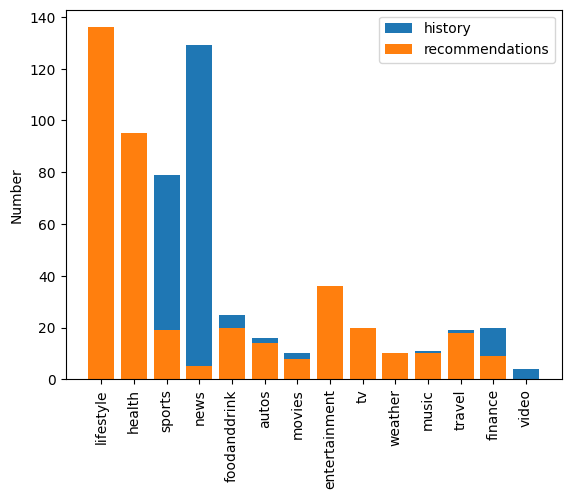 history
recommendations
Number
140
120
100
80
60
40
20
0
lifestyle
health
sports
news
foodanddrink
autos
movies
entertainment
tv
weather
music
travel
finance
video